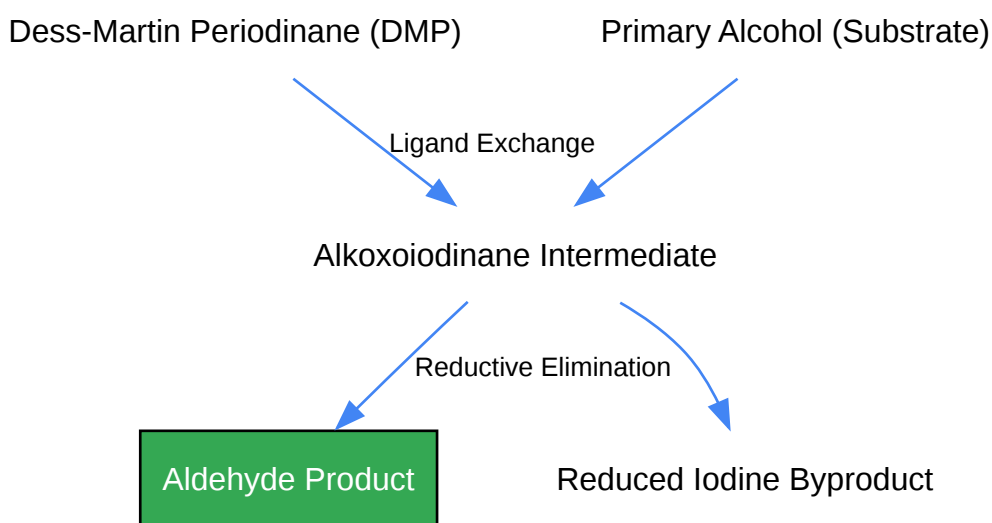 Dess-Martin Periodinane (DMP)
Primary Alcohol (Substrate)
Ligand Exchange
Alkoxoiodinane Intermediate
Reductive Elimination
Aldehyde Product
Reduced Iodine Byproduct